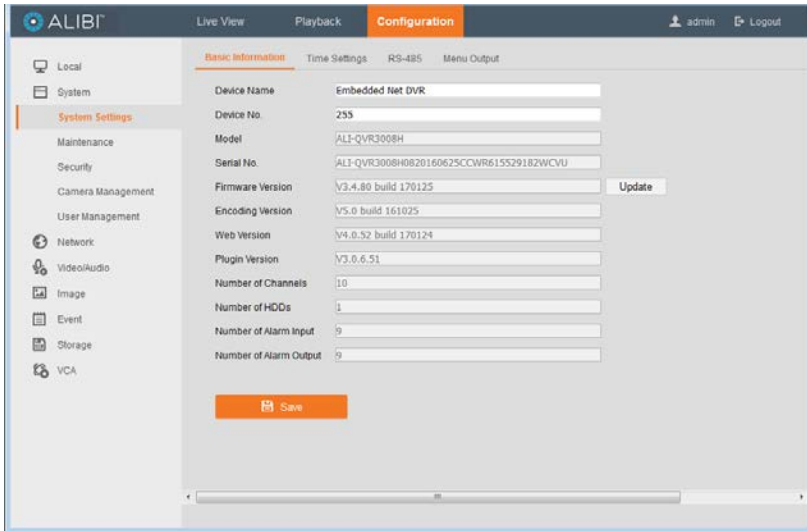 ALIBI™ Live View Playback Configuration admin Logout
Local
System
System Settings
Maintenance
Security
Camera Management
User Management
Network
Video/Audio
Image
Event
Storage
VCA
Basic Information Time Settings RS-485 Menu Output
Device Name Embedded Net DVR
Device No. 255
Model ALI-QVR3008H
Serial No. ALI-QVR3008H0820160625CCWR615529182WCVU
Firmware Version V3.4.80 build 170125 Update
Encoding Version V5.0 build 161025
Web Version V4.0.52 build 170124
Plugin Version V3.0.6.51
Number of Channels 10
Number of HDDs 1
Number of Alarm Input 9
Number of Alarm Output 9
Save